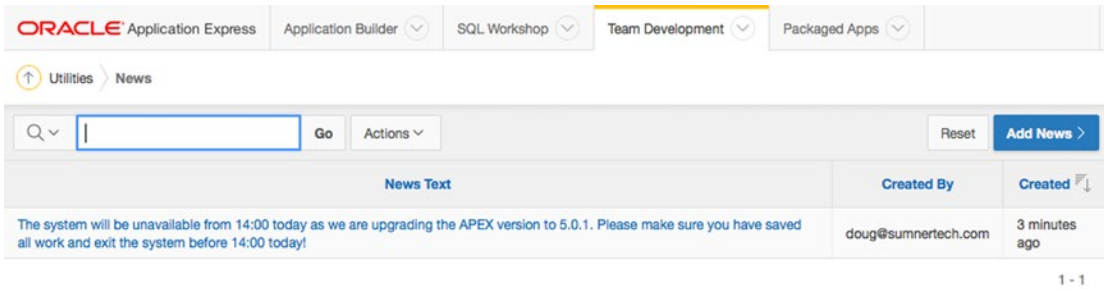 ORACLE Application Express Application Builder SQL Workshop Team Development Packaged Apps
Utilities News
Go Actions Reset Add News >
News Text Created By Created
The system will be unavailable from 14:00 today as we are upgrading the APEX version to 5.0.1. Please make sure you have saved
all work and exit the system before 14:00 today!
doug@sumnertech.com
3 minutes
ago
1 - 1